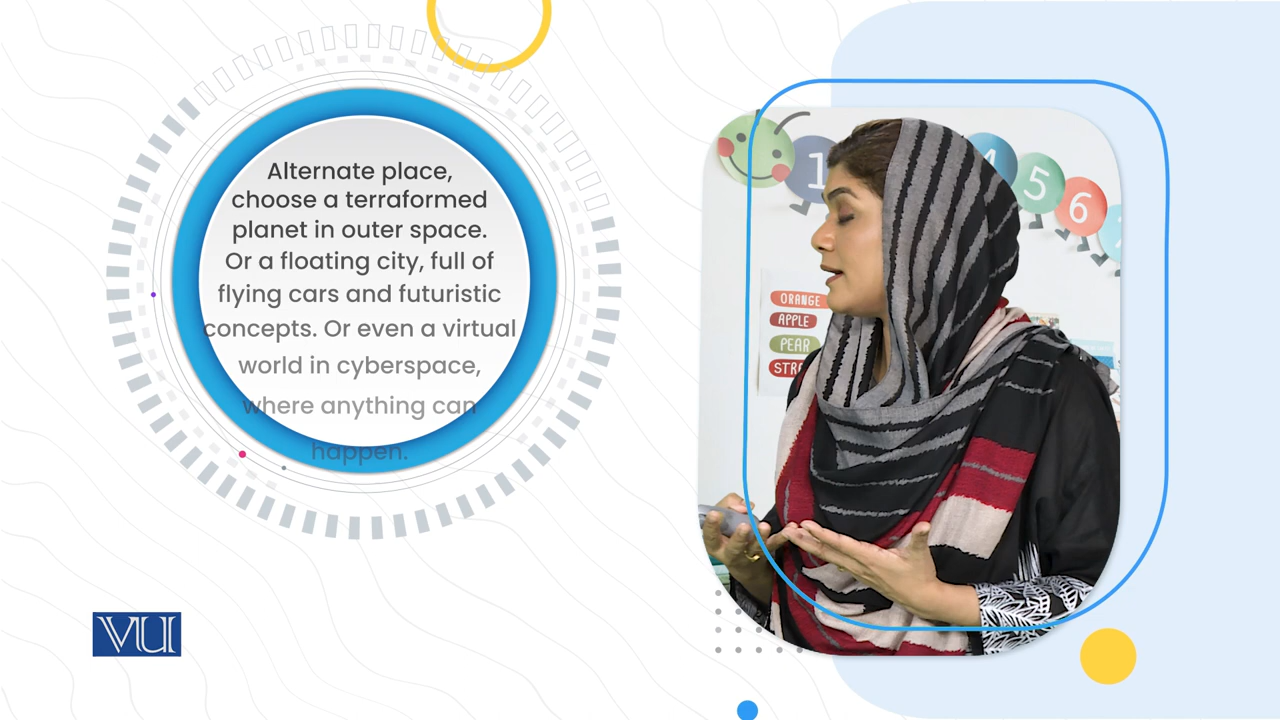 Alternate place,
choose a terraformed
planet in outer space.
Or a floating city, full of
flying cars and futuristic
concepts. Or even a virtual
world in cyberspace,
where anything can
happen.
1
4
5
6
ORANGE
APPLE
PEAR
VU